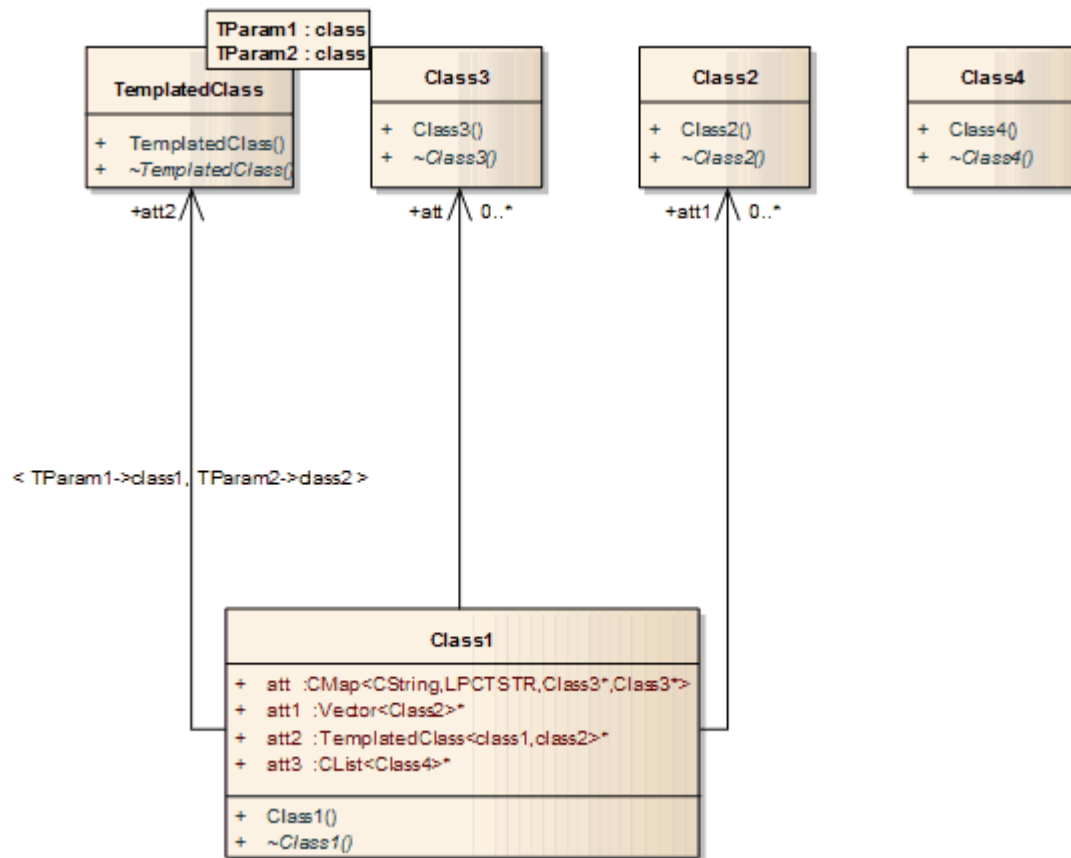 TParam1 : class
TParam2 : class
TemplatedClass
+ TemplatedClass()
+ ~TemplatedClass()
Class3
+ Class3()
+ ~Class3()
Class2
+ Class2()
+ ~Class2()
Class4
+ Class4()
+ ~Class4()
+att2
+att 0..*
+att1 0..*
< TParam1->class1, TParam2->class2 >
Class1
+ att :CMap<CString,LPCTSTR,Class3*,Class3*>
+ att1 :Vector<Class2>*
+ att2 :TemplatedClass<class1,class2>*
+ att3 :CList<Class4>*
+ Class1()
+ ~Class1()